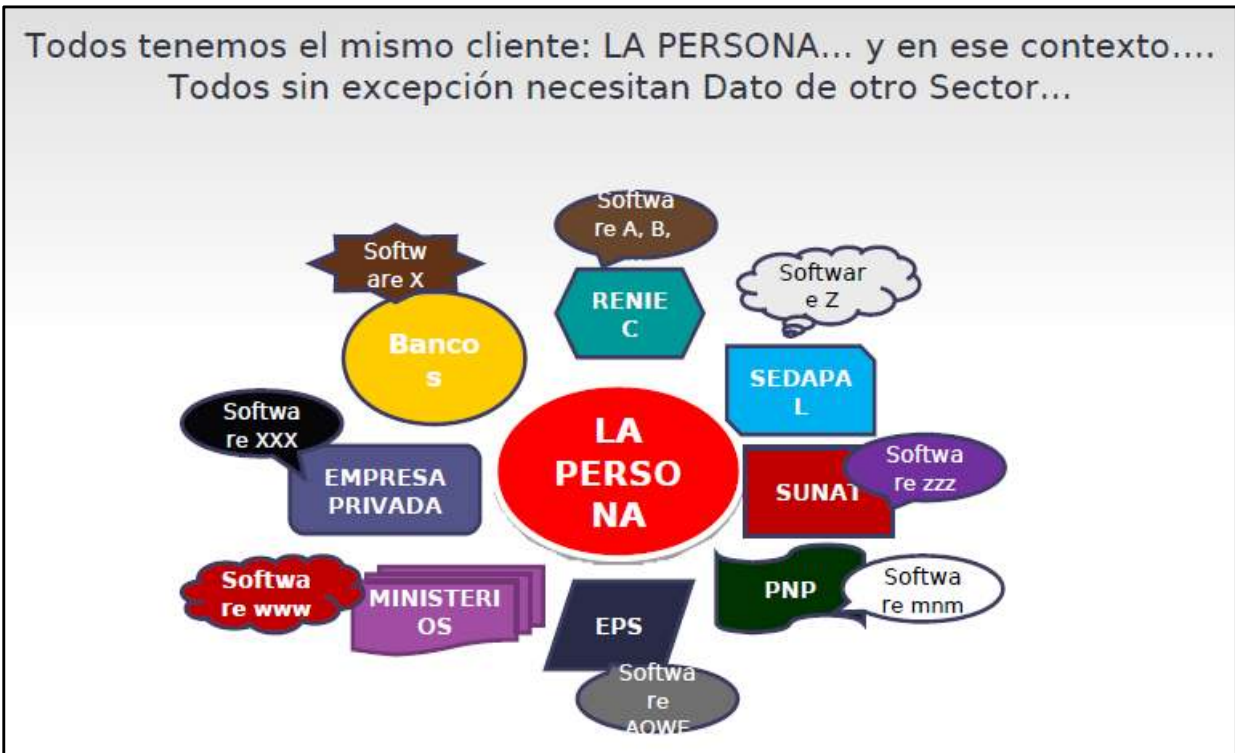 Todos tenemos el mismo cliente: LA PERSONA... y en ese contexto....
Todos sin excepción necesitan Dato de otro Sector...
Softwa
re A, B,
Softw
are X
RENIE
C
Softwar
e Z
Banco
s
SEDAPA
L
Softwa
re XXX
LA
PERSO
NA
EMPRESA
PRIVADA
SUNAT
Softwa
re zzz
Softwa
re www
MINISTERI
OS
EPS
PNP
Softwa
re mnm
Softwa
re